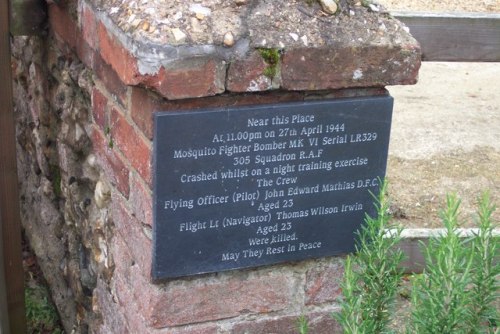 Near this Place
At 11.00pm on 27th April 1944
Mosquito Fighter Bomber MK VI Serial LR329
305 Squadron R.A.F
Crashed whilst on a night training exercise
The Crew
Flying Officer (Pilot) John Edward Mathias D.F.C.
Aged 23
Flight Lt (Navigator) Thomas Wilson Irwin
Aged 23
Were Killed.
May They Rest in Peace